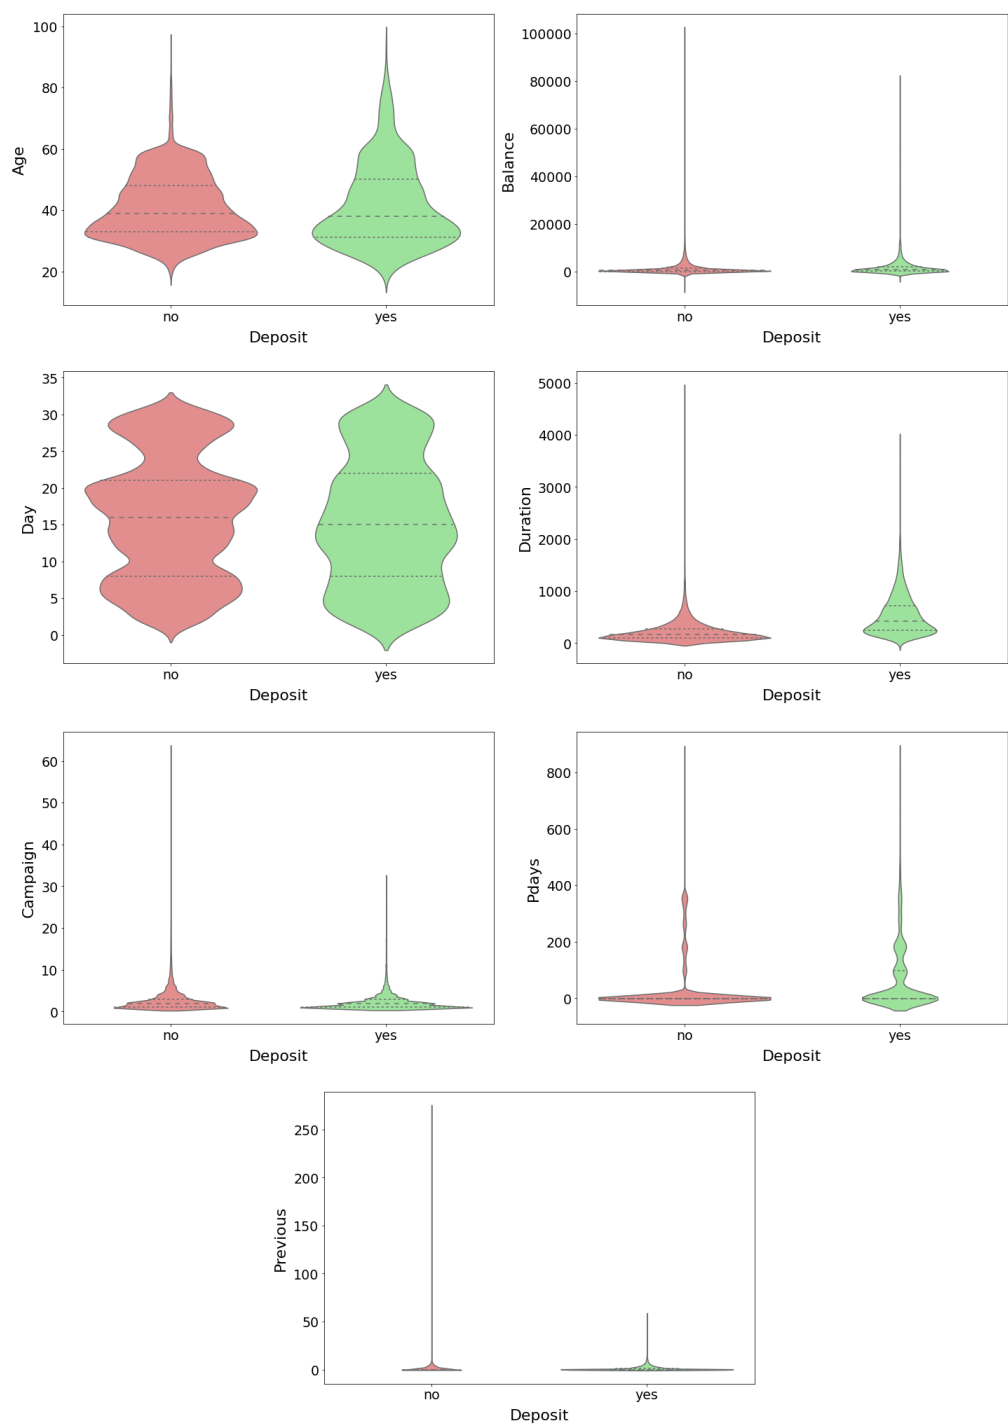 Age
100
80
60
40
20
no
yes
Deposit
Balance
100000
80000
60000
40000
20000
0
no
yes
Deposit
Day
35
30
25
20
15
10
5
0
no
yes
Deposit
Duration
5000
4000
3000
2000
1000
0
no
yes
Deposit
Campaign
60
50
40
30
20
10
0
no
yes
Deposit
Pdays
800
600
400
200
0
no
yes
Deposit
Previous
250
200
150
100
50
0
no
yes
Deposit